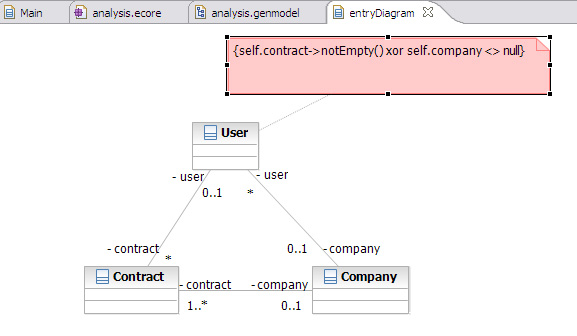 Main analysis.ecore analysis.genmodel entryDiagram
{self.contract->notEmpty() xor self.company <> null}
User
- user - user
0..1 *
- contract 0..1 - company
*
Contract - contract - company Company
1..* 0..1